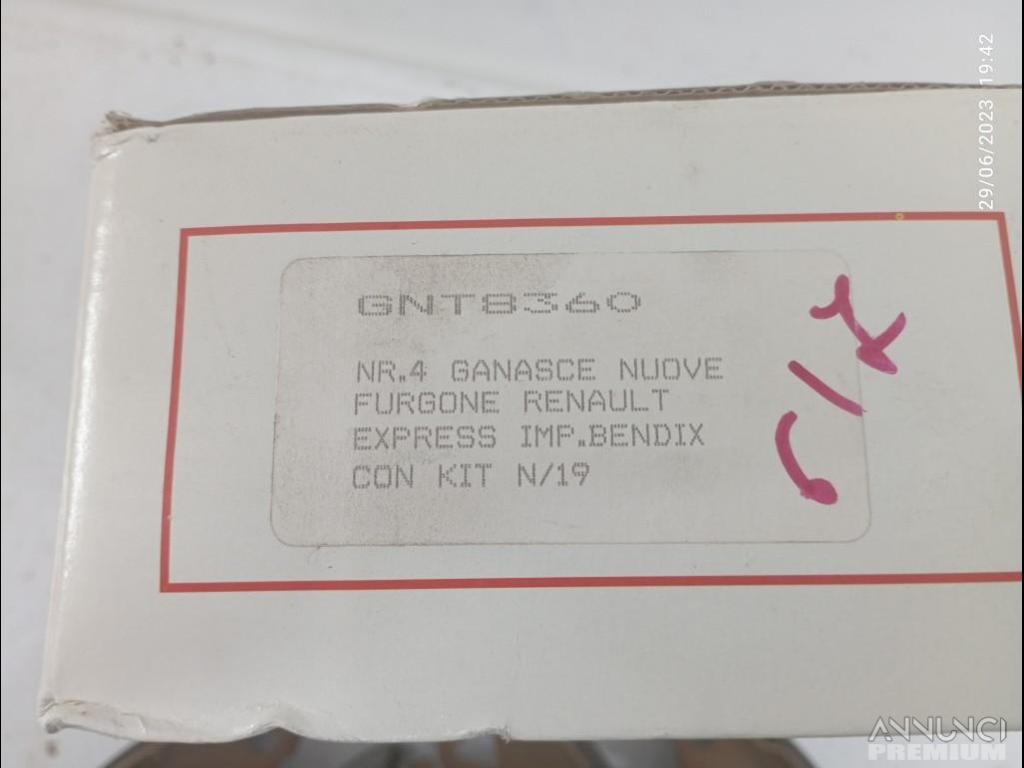 29/06/2023 19:42
GNT8360
NR.4 GANASCE NUOVE
FURGONE RENAULT
EXPRESS IMP.BENDIX
CON KIT N/19
ANNUNCI
PREMIUM